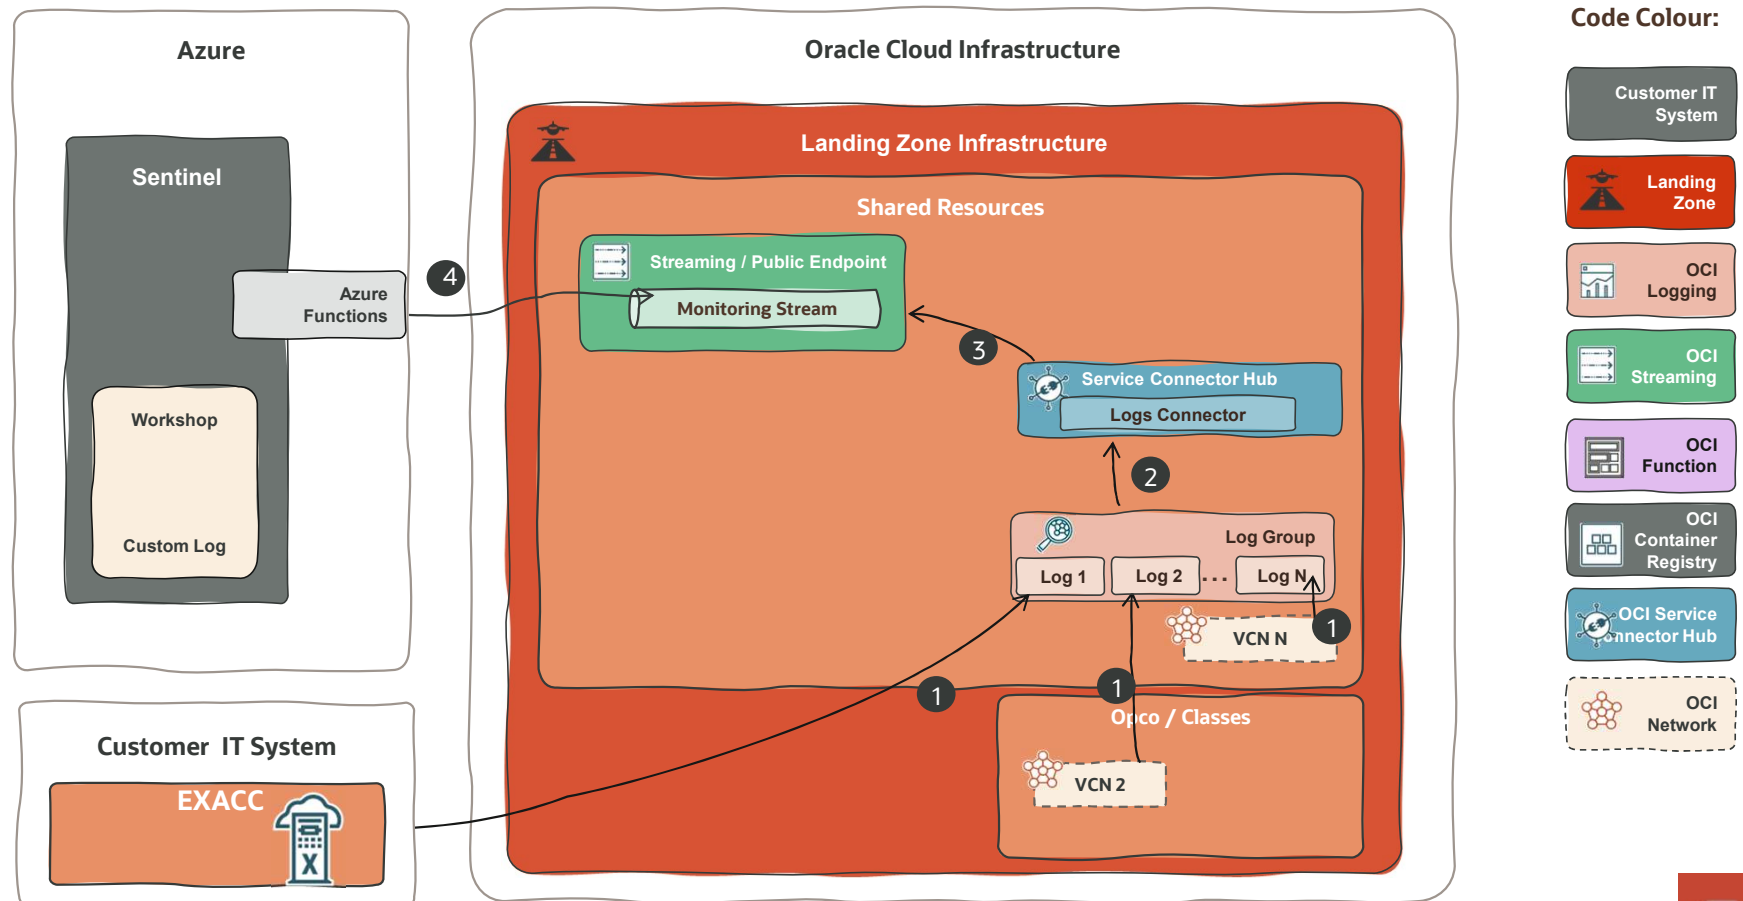 Azure
Sentinel
Azure
Functions
Workshop
Custom Log
4
Customer IT System
EXACC
X
Oracle Cloud Infrastructure
Landing Zone Infrastructure
Shared Resources
Streaming / Public Endpoint
Monitoring Stream
3
Service Connector Hub
Logs Connector
2
Log Group
Log 1
Log 2
...
Log N
VCN N
1
1
1
Opco / Classes
VCN 2
Code Colour:
Customer IT
System
Landing
Zone
OCI
Logging
OCI
Streaming
OCI
Function
OCI
Container
Registry
OCI Service
nnector Hub
OCI
Network